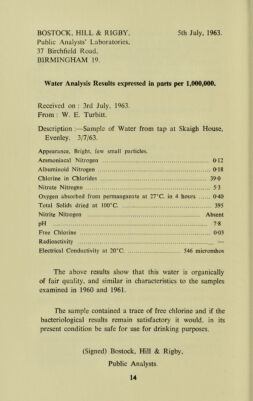 BOSTOCK, HILL & RIGBY, 5th July, 1963.
Public Analysts' Laboratories,
37 Birchfield Road,
BIRMINGHAM 19.
Water Analysis Results expressed in parts per 1,000,000.
Received on : 3rd July, 1963.
From : W. E. Turbitt.
Description :—Sample of Water from tap at Skaigh House,
Evenley. 3/7/63.
Appearance, Bright, few small particles.
Ammoniacal Nitrogen ... 0·12
Albuminoid Nitrogen ... 0·18
Chlorine in Chlorides ... 39·0
Nitrate Nitrogen ... 5·3
Oxygen absorbed from permanganate at 27°C. in 4 hours ... 0·40
Total Solids dried at 100°C. ... 395
Nitrite Nitrogen ... Absent
pH ... 7·8
Free Chlorine ... 0·05
Radioactivity ... —
Electrical Conductivity at 20°C. ... 546 micromhos
The above results show that this water is organically
of fair quality, and similar in characteristics to the samples
examined in 1960 and 1961.
The sample contained a trace of free chlorine and if the
bacteriological results remain satisfactory it would, in its
present condition be safe for use for drinking purposes.
(Signed) Bostock, Hill & Rigby,
Public Analysts.
14